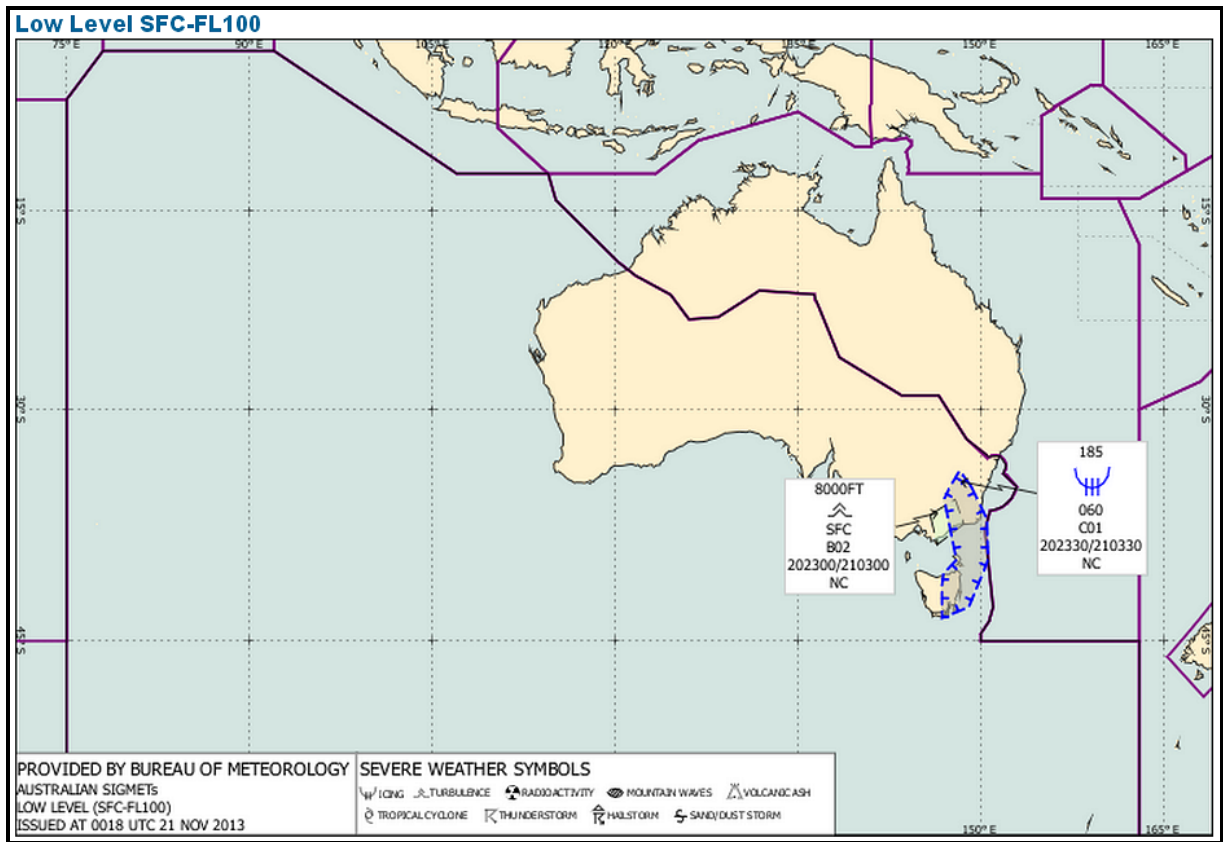 Low Level SFC-FL100
75° E 90° E 105° E 120° E 135° E 150° E 165° E
15° S 15° S
30° S 30° S
185
060
C01
202330/210330
NC
8000FT
SFC
B02
202300/210300
NC
45° S 45° S
PROVIDED BY BUREAU OF METEOROLOGY
AUSTRALIAN SIGMETs
LOW LEVEL (SFC-FL100)
ISSUED AT 0018 UTC 21 NOV 2013
SEVERE WEATHER SYMBOLS
ICING TURBULENCE RADIOACTIVITY MOUNTAIN WAVES VOLCANIC ASH
TROPICAL CYCLONE THUNDERSTORM HAILSTORM SAND/DUST STORM
150° E 165° E